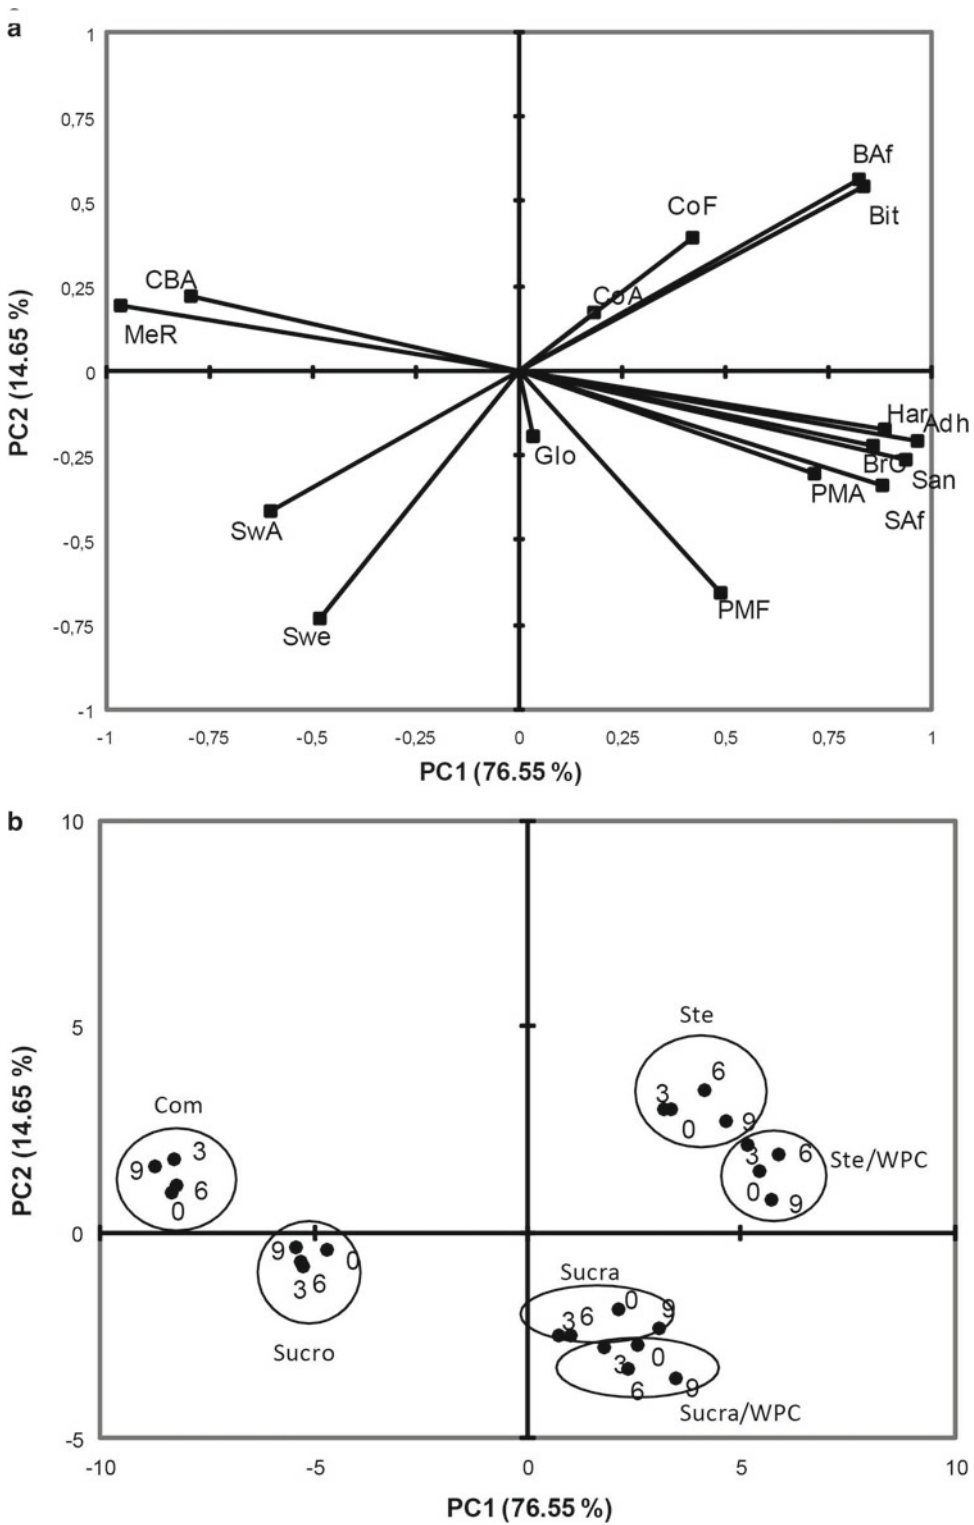 a
1
0,75
0,5
0,25
0
-0,25
-0,5
-0,75
-1
PC2 (14.65 %)
BAf
Bit
CoF
CoA
CBA
MeR
Har
Adh
BrC
San
PMA
SAf
Glo
SwA
PMF
Swe
-1 -0,75 -0,5 -0,25 0 0,25 0,5 0,75 1
PC1 (76.55 %)
b
10
5
0
-5
PC2 (14.65 %)
Ste
6
3
0 9
Com
3
9
6
0
Ste/WPC
3 6
0 9
9 0
3 6
Sucro
Sucra
3 6 0 9
3 0
6 9
Sucra/WPC
-10 -5 0 5 10
PC1 (76.55 %)